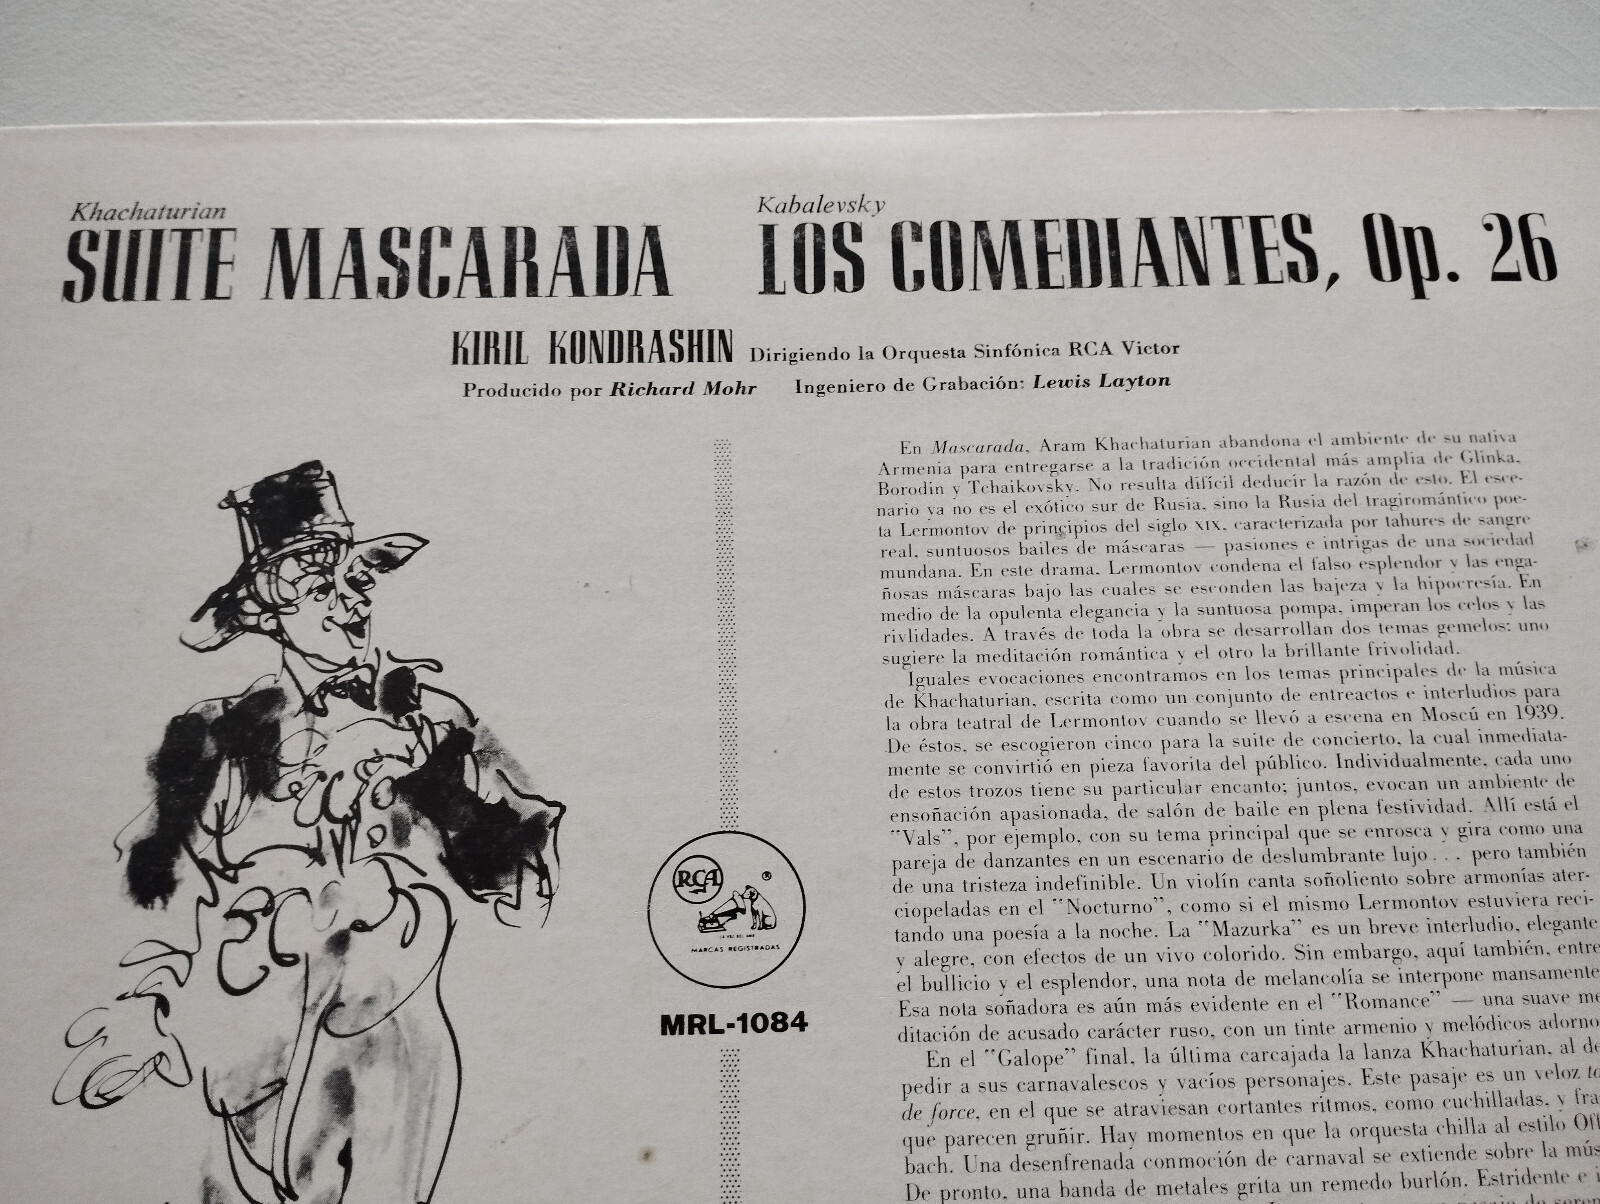 Khachaturian
SUITE MASCARADA
Kabalevsky
LOS COMEDIANTES, Op. 26
KIRIL KONDRASHIN Dirigiendo la Orquesta Sinfónica RCA Victor
Producido por Richard Mohr Ingeniero de Grabación: Lewis Layton
En Mascarada, Aram Khachaturian abandona el ambiente de su nativa
Armenia para entregarse a la tradición occidental más amplia de Glinka,
Borodin y Tchaikovsky. No resulta difícil deducir la razón de esto. El esce-
nario ya no es el exótico sur de Rusia, sino la Rusia del tragiromántico poe-
ta Lermontov de principios del siglo XIX, caracterizada por tahures de sangre
real, suntuosos bailes de máscaras — pasiones e intrigas de una sociedad
mundana. En este drama, Lermontov condena el falso esplendor y las enga-
ñosas máscaras bajo las cuales se esconden las bajeza y la hipocresía. En
medio de la opulenta elegancia y la suntuosa pompa, imperan los celos y las
rivlidades. A través de toda la obra se desarrollan dos temas gemelos: uno
sugiere la meditación romántica y el otro la brillante frivolidad.
Iguales evocaciones encontramos en los temas principales de la música
de Khachaturian, escrita como un conjunto de entreactos e interludios para
la obra teatral de Lermontov cuando se llevó a escena en Moscú en 1939.
De éstos, se escogieron cinco para la suite de concierto, la cual inmediata-
mente se convirtió en pieza favorita del público. Individualmente, cada uno
de estos trozos tiene su particular encanto; juntos, evocan un ambiente de
ensoñación apasionada, de salón de baile en plena festividad. Allí está el
"Vals", por ejemplo, con su tema principal que se enrosca y gira como una
pareja de danzantes en un escenario de deslumbrante lujo... pero también
de una tristeza indefinible. Un violín canta soñoliento sobre armonías ater-
ciopeladas en el "Nocturno", como si el mismo Lermontov estuviera reci-
tando una poesía a la noche. La "Mazurka" es un breve interludio, elegante
y alegre, con efectos de un vivo colorido. Sin embargo, aquí también, entre
el bullicio y el esplendor, una nota de melancolía se interpone mansamente
Esa nota soñadora es aún más evidente en el "Romance" — una suave me
ditación de acusado carácter ruso, con un tinte armenio y melódicos adorno
En el "Galope" final, la última carcajada la lanza Khachaturian, al de
pedir a sus carnavalescos y vacíos personajes. Este pasaje es un veloz to
de force, en el que se atraviesan cortantes ritmos, como cuchilladas, y fra
que parecen gruñir. Hay momentos en que la orquesta chilla al estilo Off
bach. Una desenfrenada conmoción de carnaval se extiende sobre la mús
De pronto, una banda de metales grita un remedo burlón. Estridente e i
RCA
®
LA VOZ DEL AMO
MARCAS REGISTRADAS
MRL-1084